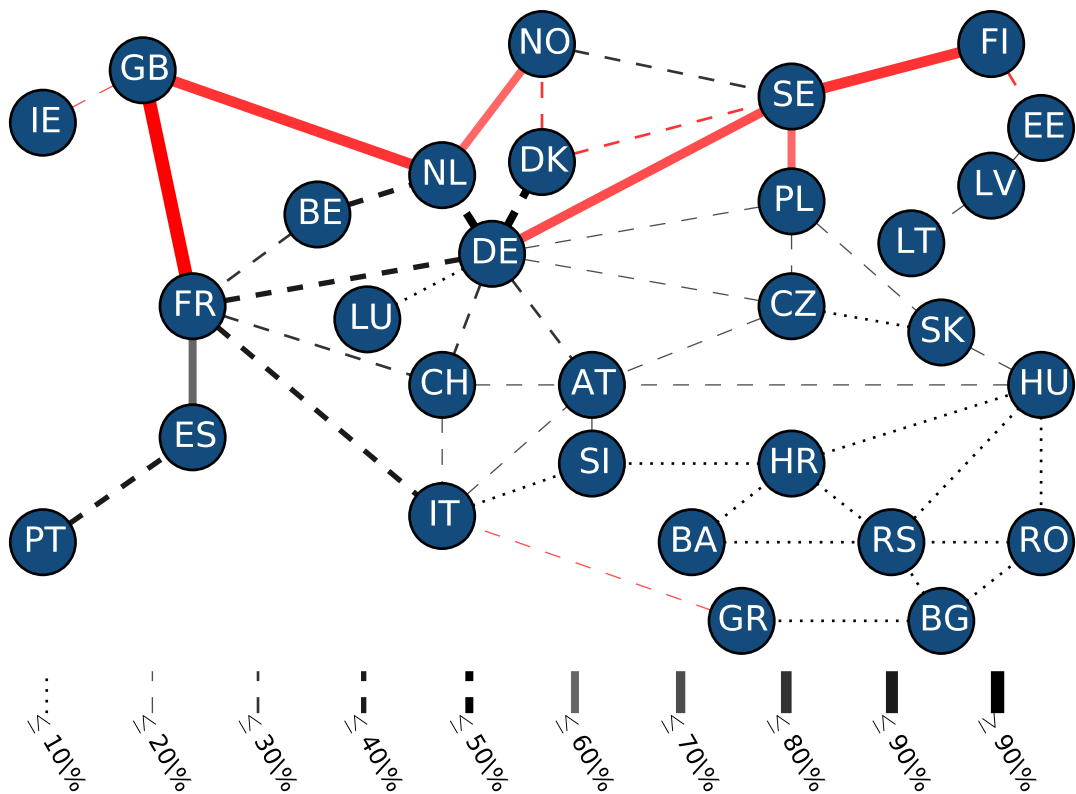 NO
FI
GB
SE
IE
EE
DK
NL
LV
BE
PL
LT
DE
FR
LU
CZ
SK
CH
AT
HU
ES
SI
HR
IT
PT
BA
RS
RO
GR
BG
≤ 10\%
≤ 20\%
≤ 30\%
≤ 40\%
≤ 50\%
≤ 60\%
≤ 70\%
≤ 80\%
≤ 90\%
≥ 90\%